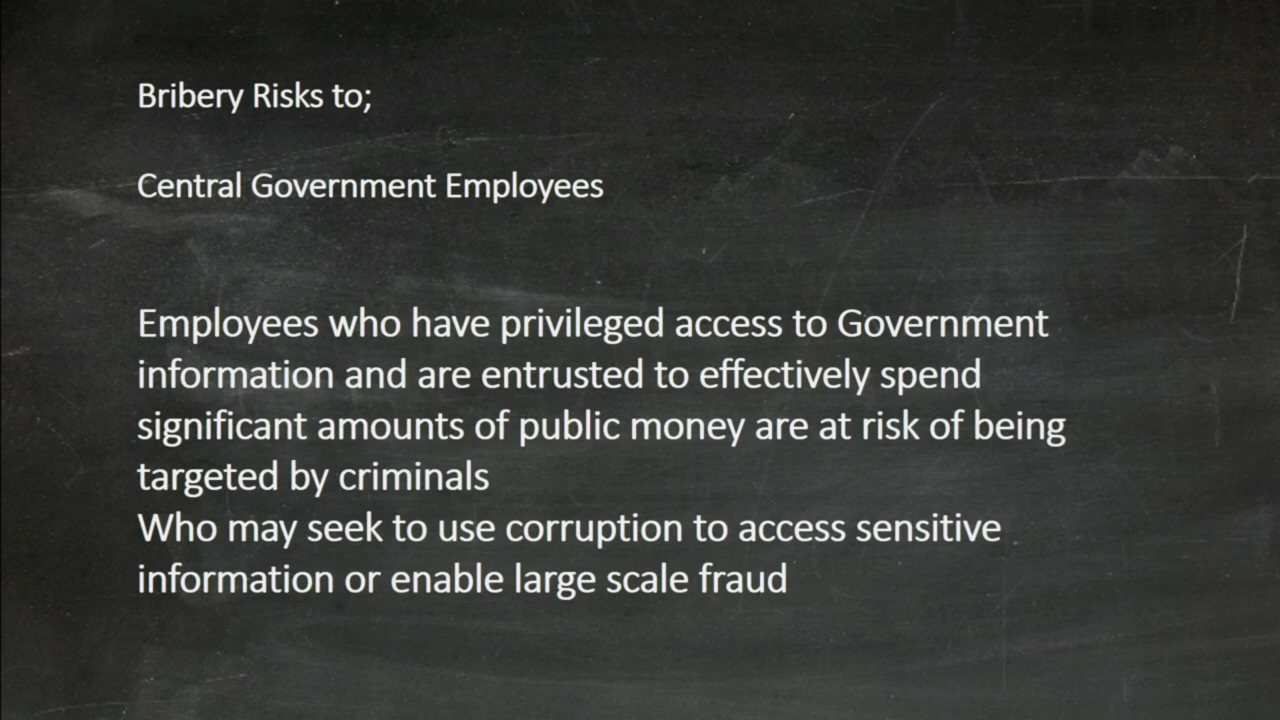 Bribery Risks to;
Central Government Employees
Employees who have privileged access to Government
information and are entrusted to effectively spend
significant amounts of public money are at risk of being
targeted by criminals
Who may seek to use corruption to access sensitive
information or enable large scale fraud